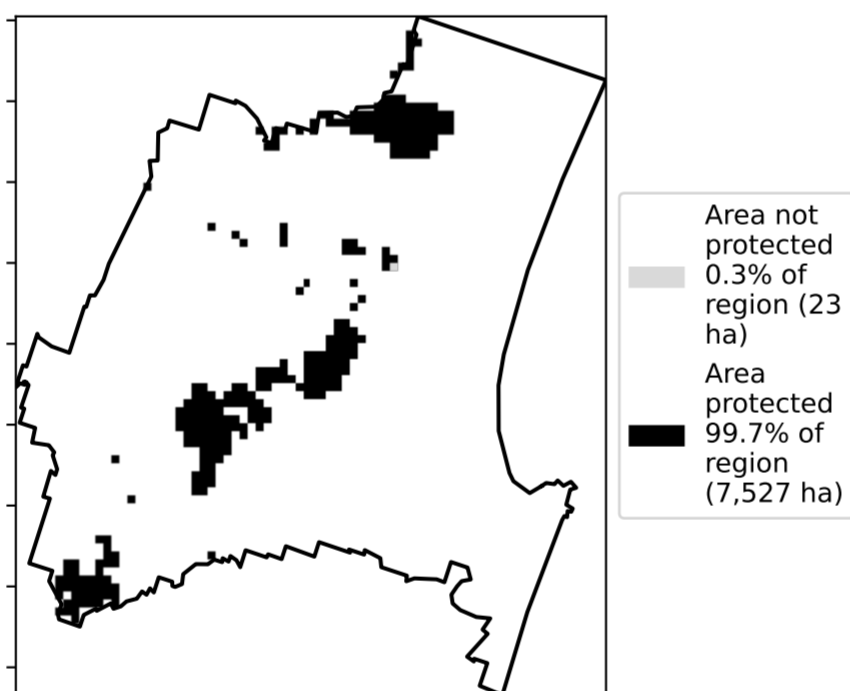 Area not
protected
0.3% of
region (23
ha)
Area
protected
99.7% of
region
(7,527 ha)